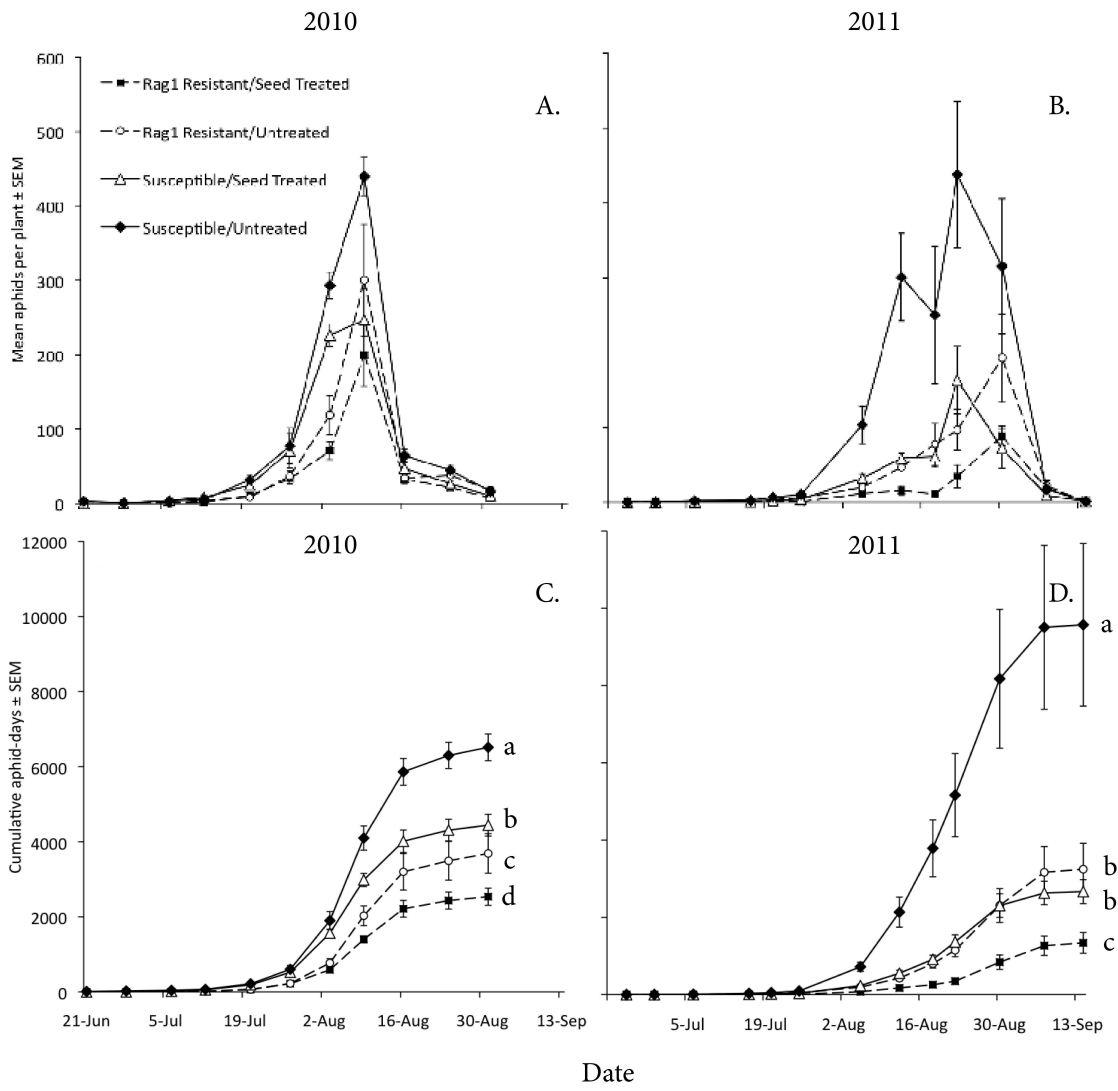 2010
2011
600
500
400
300
200
100
0
Mean aphids per plant ± SEM
Rag1 Resistant/Seed Treated
Rag1 Resistant/Untreated
Susceptible/Seed Treated
Susceptible/Untreated
A.
B.
2010
2011
12000
10000
8000
6000
4000
2000
0
Cumulative aphid-days ± SEM
C.
D.
a
b
c
d
a
b
b
c
21-Jun 5-Jul 19-Jul 2-Aug 16-Aug 30-Aug 13-Sep
5-Jul 19-Jul 2-Aug 16-Aug 30-Aug 13-Sep
Date